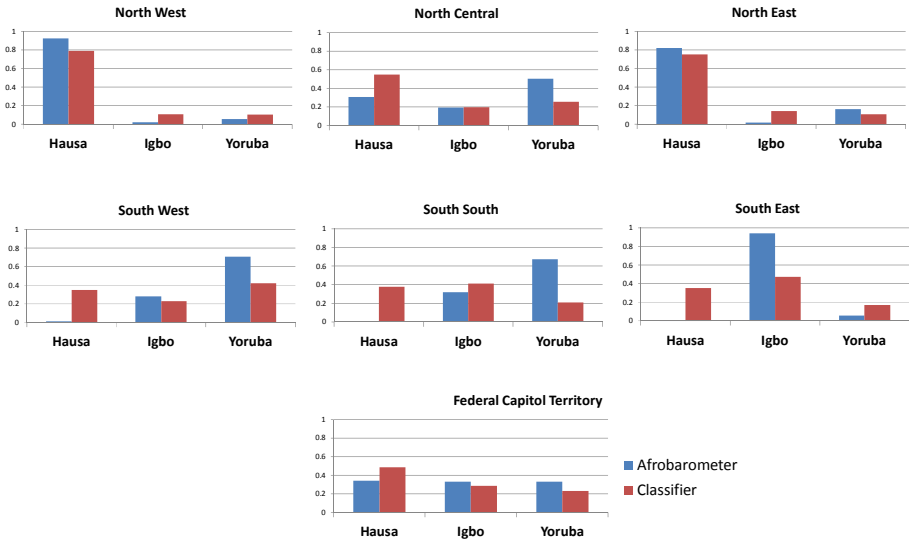 North West
1
0.8
0.6
0.4
0.2
0
Hausa Igbo Yoruba
North Central
1
0.8
0.6
0.4
0.2
0
Hausa Igbo Yoruba
North East
1
0.8
0.6
0.4
0.2
0
Hausa Igbo Yoruba
South West
1
0.8
0.6
0.4
0.2
0
Hausa Igbo Yoruba
South South
1
0.8
0.6
0.4
0.2
0
Hausa Igbo Yoruba
South East
1
0.8
0.6
0.4
0.2
0
Hausa Igbo Yoruba
Federal Capitol Territory
1
0.8
0.6
0.4
0.2
0
Hausa Igbo Yoruba
Afrobarometer
Classifier